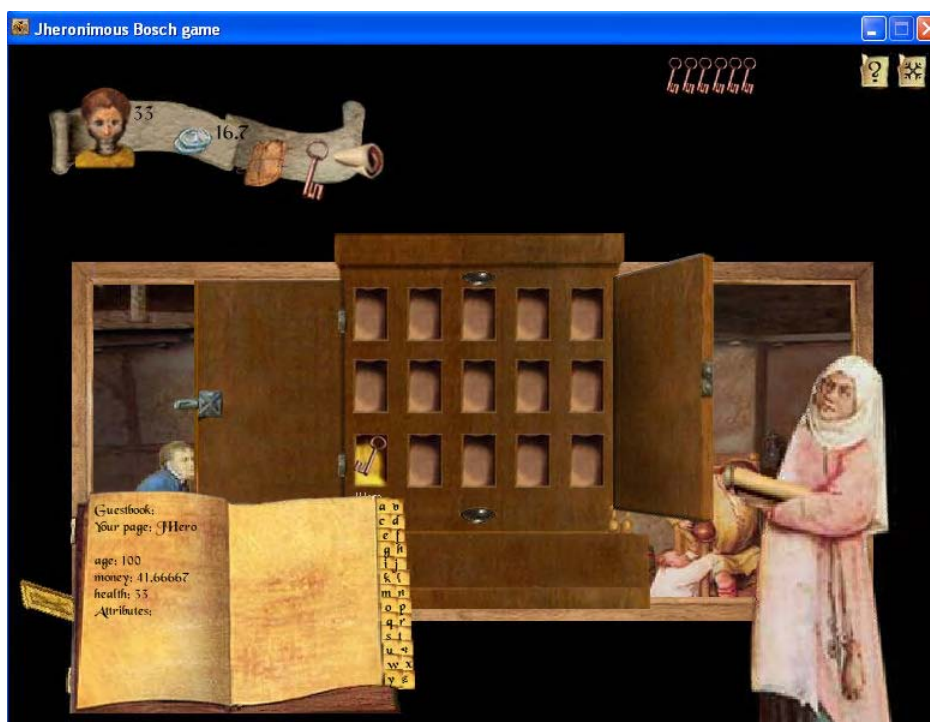 Jheronimous Bosch game
?
33
16.7
Guestbook:
Your page: JHero
age: 100
money: 41.66667
health: 33
Attributes:
a b
c d
e f
g h
i j
k l
m n
o p
q r
s t
u v
w x
y z